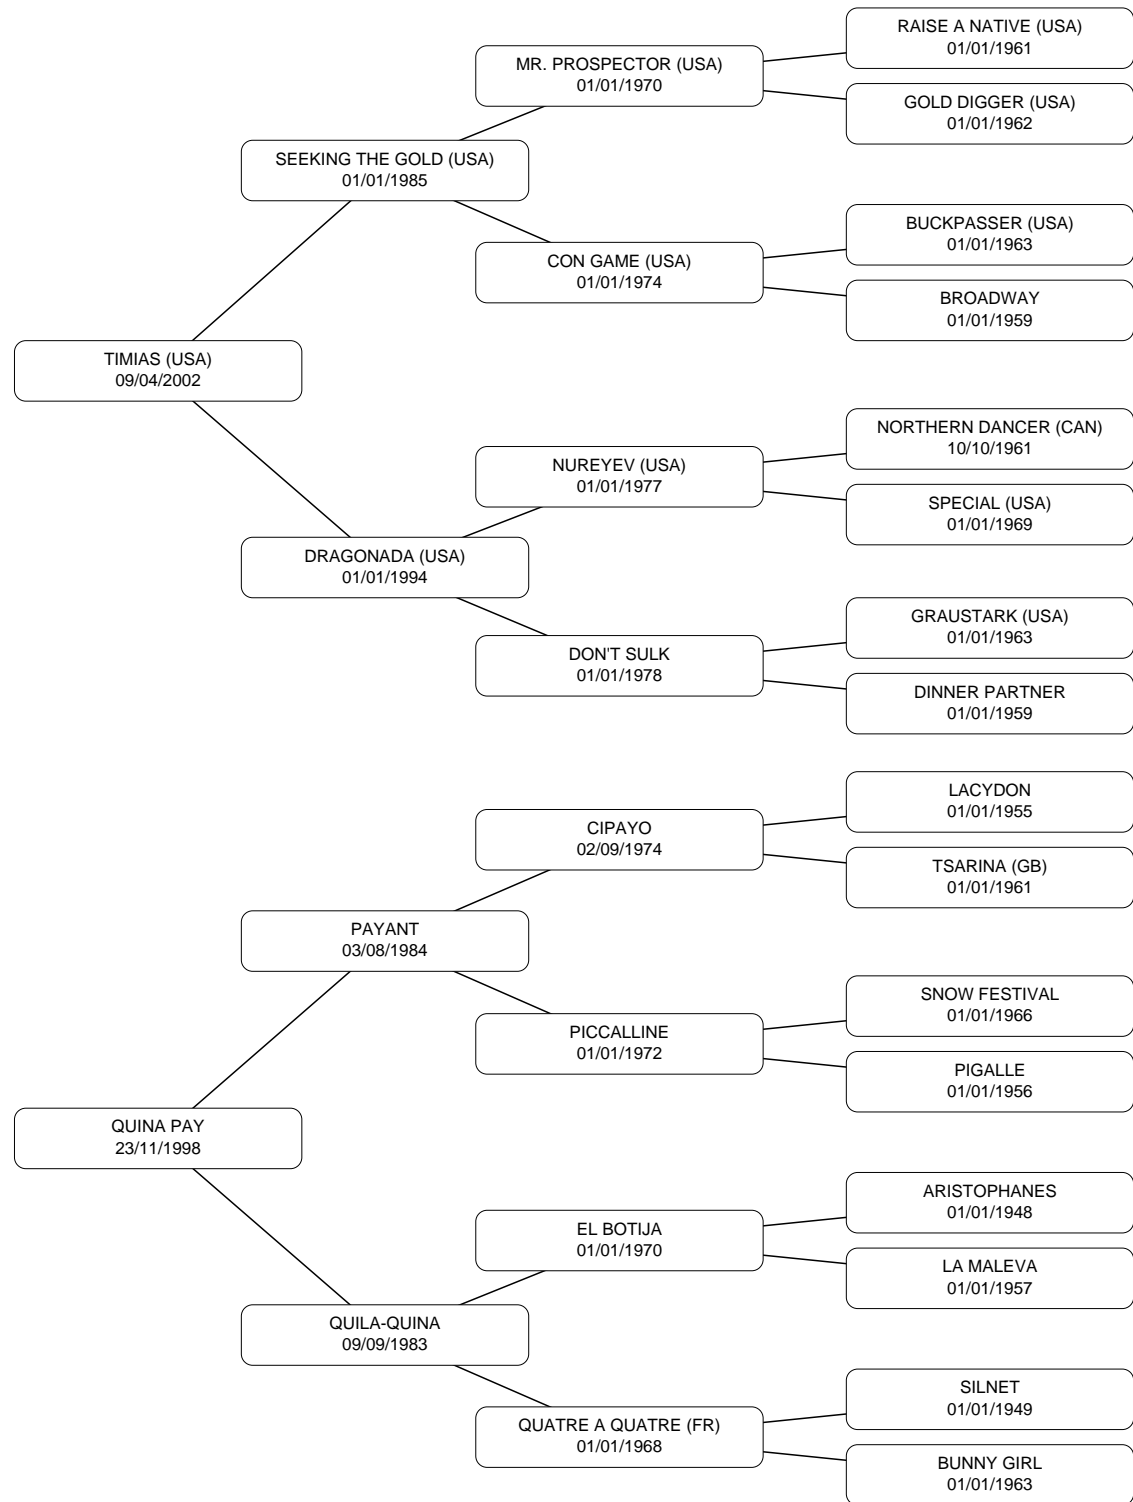 RAISE A NATIVE (USA)
01/01/1961
MR. PROSPECTOR (USA)
01/01/1970
GOLD DIGGER (USA)
01/01/1962
SEEKING THE GOLD (USA)
01/01/1985
BUCKPASSER (USA)
01/01/1963
CON GAME (USA)
01/01/1974
BROADWAY
01/01/1959
TIMIAS (USA)
09/04/2002
NORTHERN DANCER (CAN)
10/10/1961
NUREYEV (USA)
01/01/1977
SPECIAL (USA)
01/01/1969
DRAGONADA (USA)
01/01/1994
GRAUSTARK (USA)
01/01/1963
DON'T SULK
01/01/1978
DINNER PARTNER
01/01/1959
LACYDON
01/01/1955
CIPAYO
02/09/1974
TSARINA (GB)
01/01/1961
PAYANT
03/08/1984
SNOW FESTIVAL
01/01/1966
PICCALLINE
01/01/1972
PIGALLE
01/01/1956
QUINA PAY
23/11/1998
ARISTOPHANES
01/01/1948
EL BOTIJA
01/01/1970
LA MALEVA
01/01/1957
QUILA-QUINA
09/09/1983
SILNET
01/01/1949
QUATRE A QUATRE (FR)
01/01/1968
BUNNY GIRL
01/01/1963